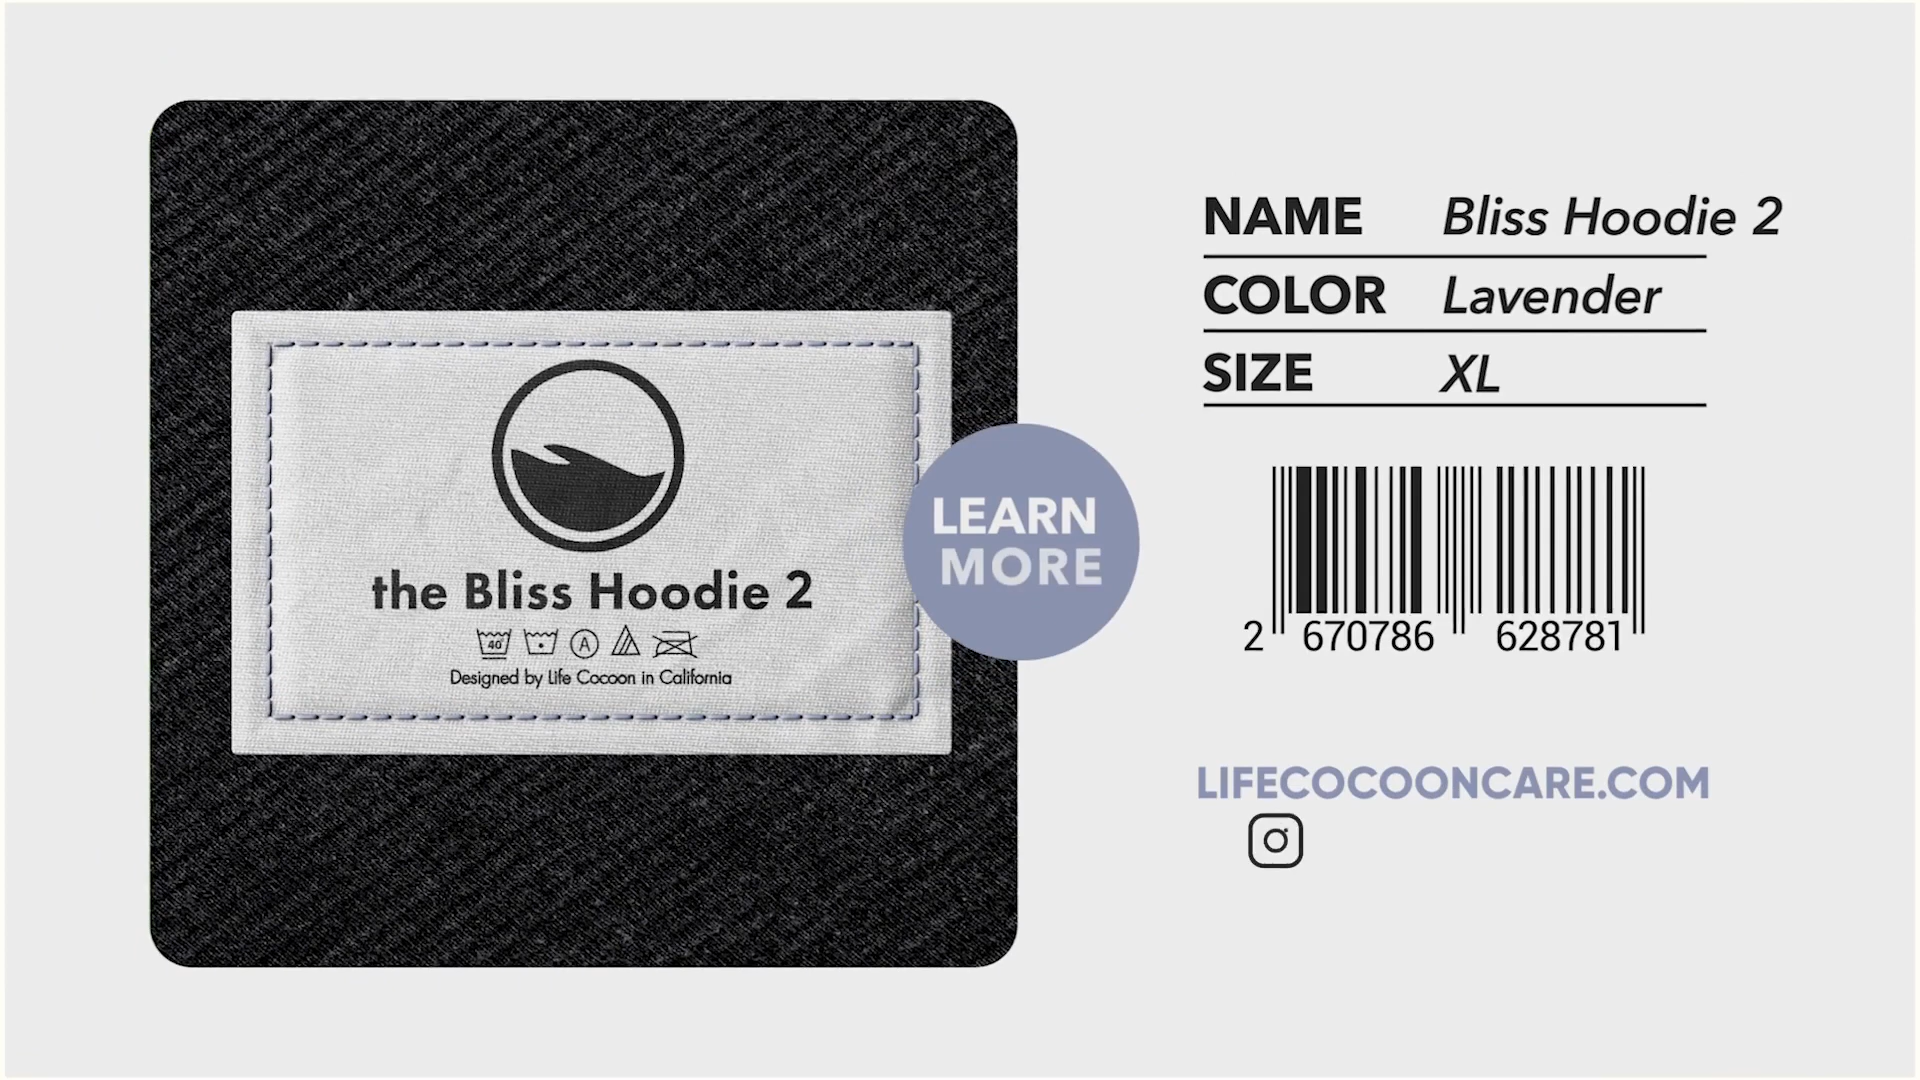 the Bliss Hoodie 2
40
A
Designed by Life Cocoon in California
LEARN
MORE
NAME Bliss Hoodie 2
COLOR Lavender
SIZE XL
2 670786 628781
LIFECOCOONCARE.COM